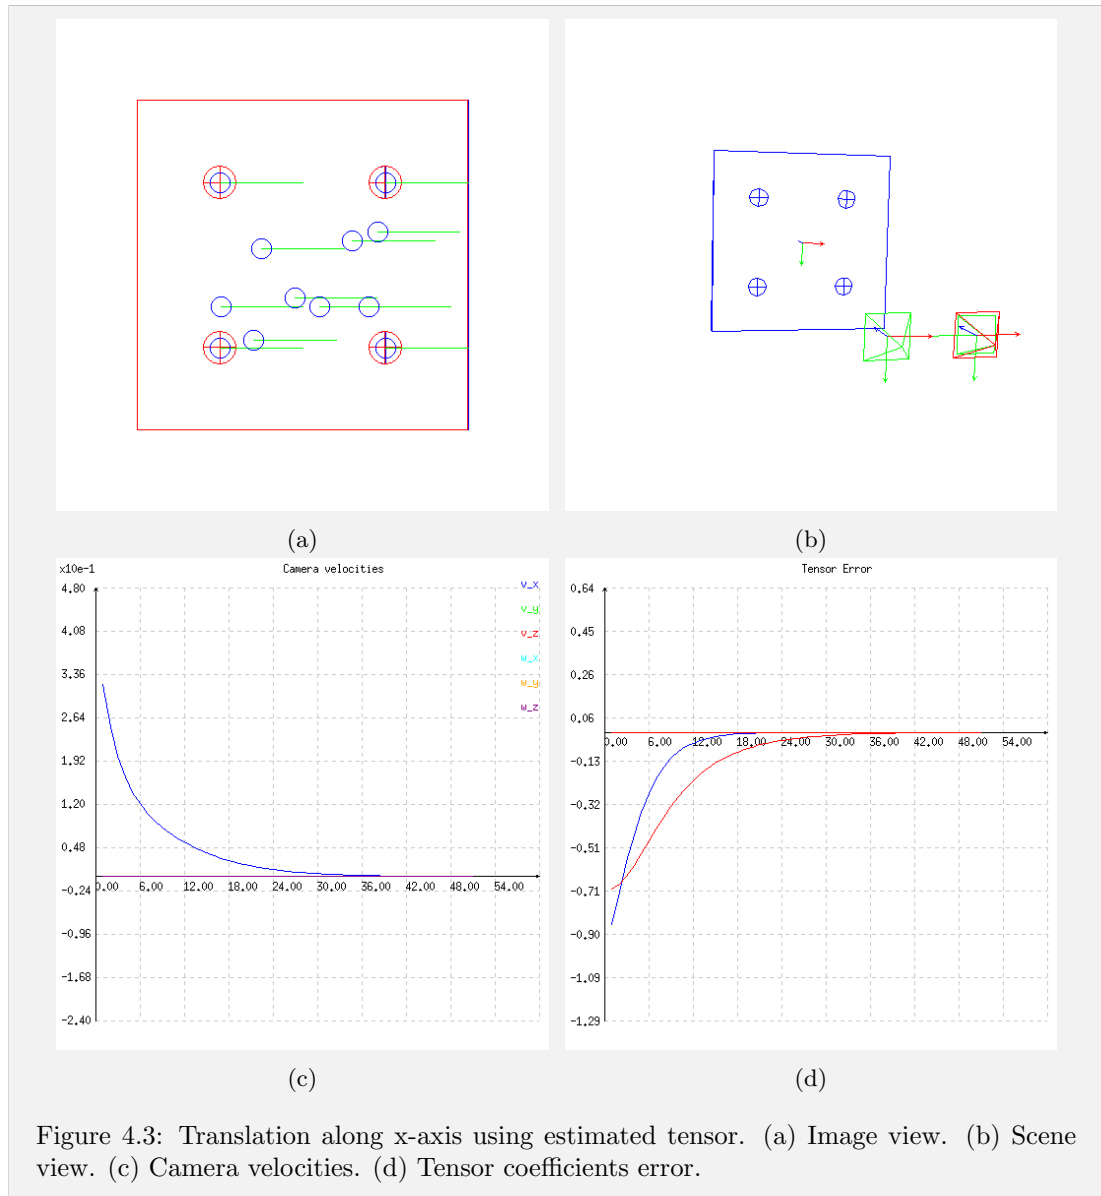 (a)
(b)
x10e-1
Camera velocities
4.80
4.08
3.36
2.64
1.92
1.20
0.48
-0.24
-0.96
-1.68
-2.40
0.00 6.00 12.00 18.00 24.00 30.00 36.00 42.00 48.00 54.00
v_x
v_y
v_z
w_x
w_y
w_z
Tensor Error
0.64
0.45
0.26
0.06
-0.13
-0.32
-0.51
-0.71
-0.90
-1.09
-1.29
0.00 6.00 12.00 18.00 24.00 30.00 36.00 42.00 48.00 54.00
(c)
(d)
Figure 4.3: Translation along x-axis using estimated tensor. (a) Image view. (b) Scene
view. (c) Camera velocities. (d) Tensor coefficients error.